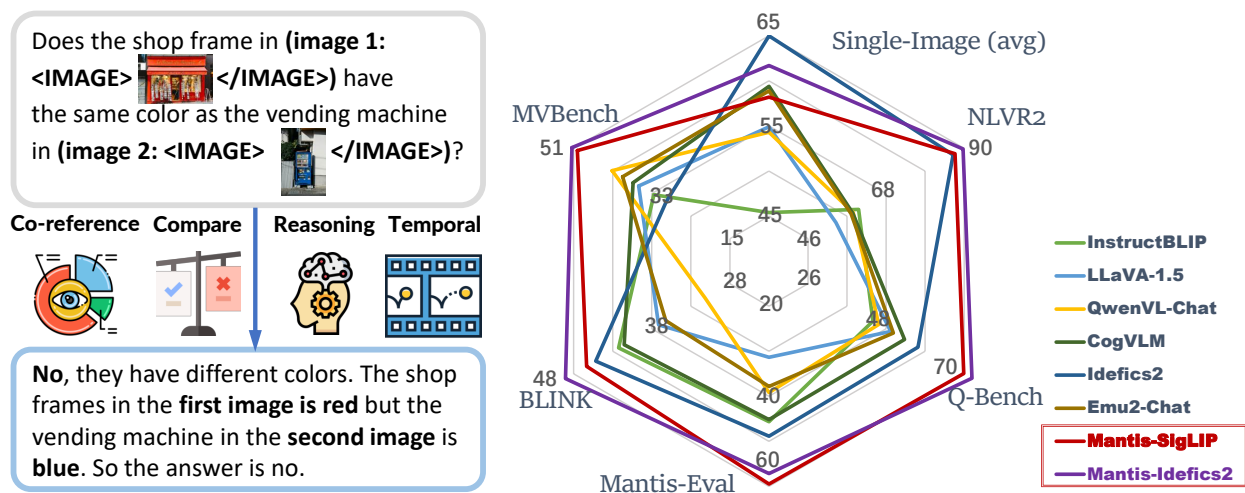 Does the shop frame in (image 1:
<IMAGE> </IMAGE>) have
the same color as the vending machine
in (image 2: <IMAGE> </IMAGE>)?
Co-reference
Compare
Reasoning
Temporal
No, they have different colors. The shop
frames in the first image is red but the
vending machine in the second image is
blue. So the answer is no.
65
Single-Image (avg)
MVBench
NLVR2
51
55
90
33
68
45
15
46
28
26
20
38
48
40
48
70
BLINK
Q-Bench
60
Mantis-Eval
InstructBLIP
LLaVA-1.5
QwenVL-Chat
CogVLM
Idefics2
Emu2-Chat
Mantis-SigLIP
Mantis-Idefics2